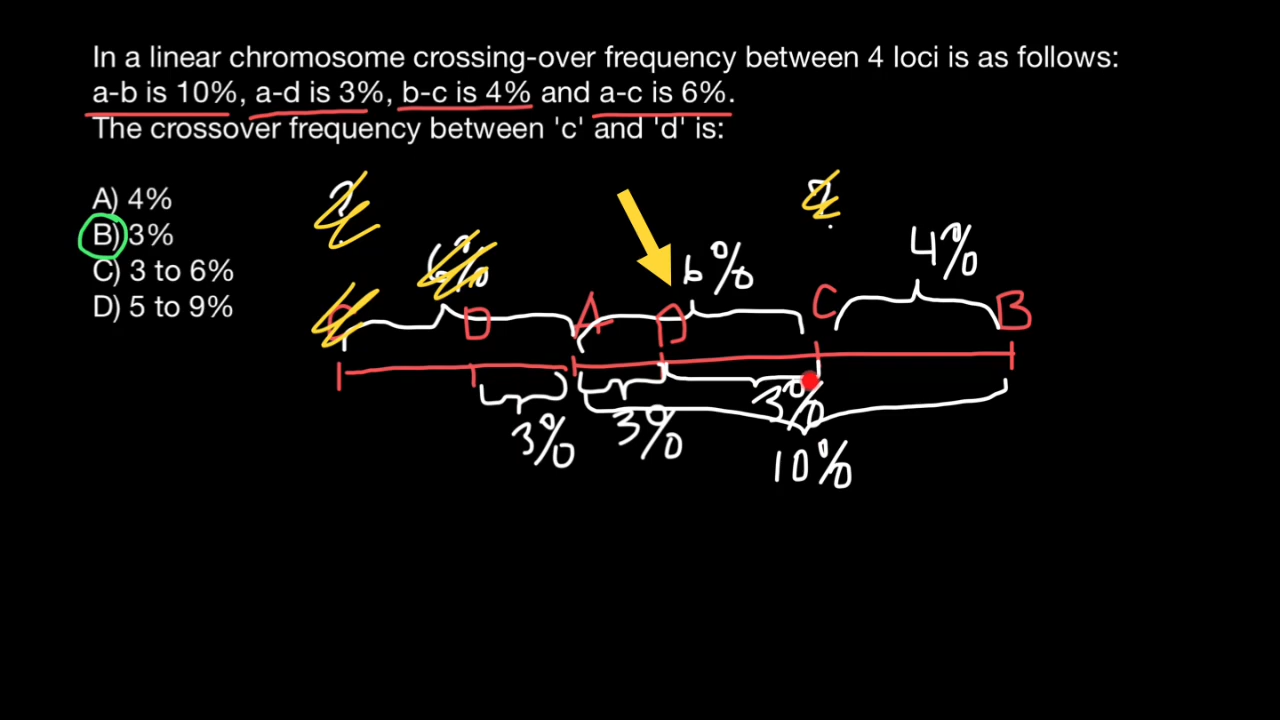 In a linear chromosome crossing-over frequency between 4 loci is as follows:
a-b is 10%, a-d is 3%, b-c is 4% and a-c is 6%.
The crossover frequency between 'c' and 'd' is:
A) 4%
B) 3%
C) 3 to 6%
D) 5 to 9%
?
6% 4%
D A D C B
3% 3% 3%
10%